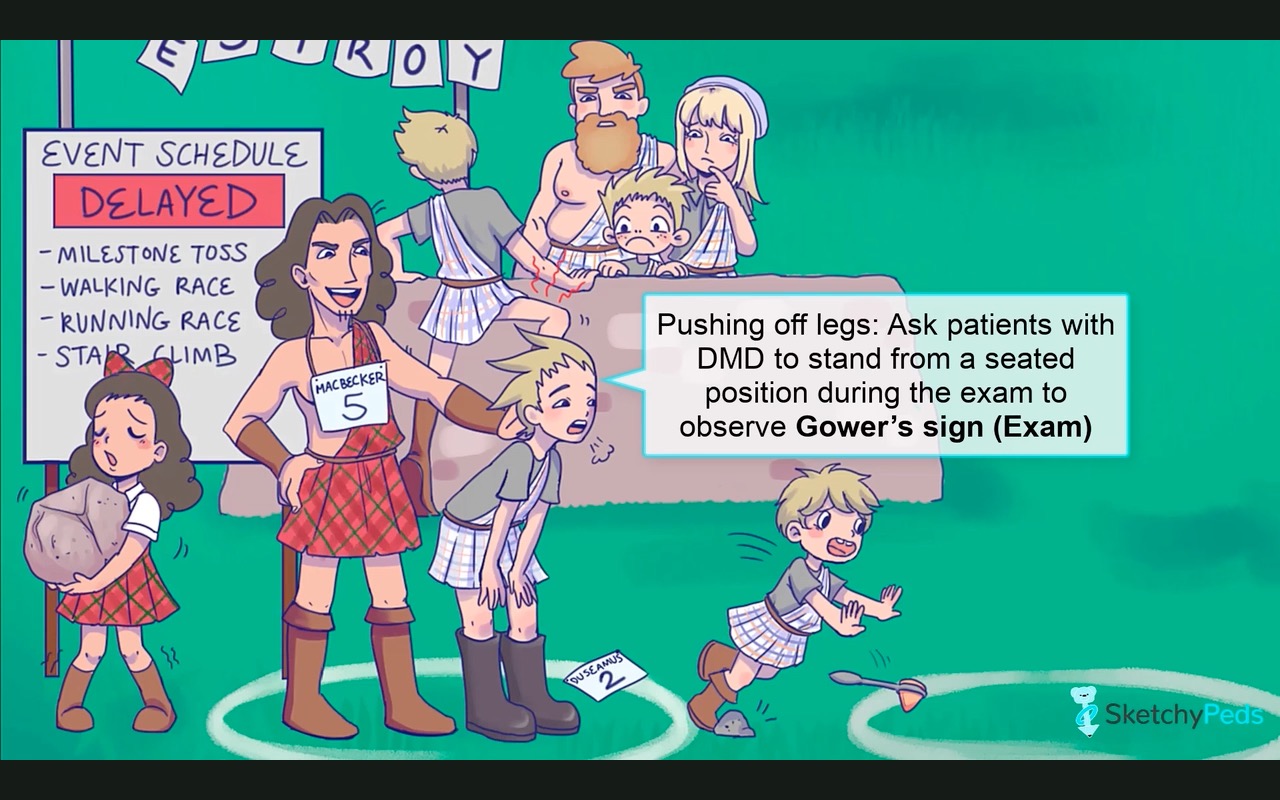 ESTROY
EVENT SCHEDULE
DELAYED
- MILESTONE TOSS
- WALKING RACE
- RUNNING RACE
- STAIR CLIMB
MACBECKER
5
Pushing off legs: Ask patients with
DMD to stand from a seated
position during the exam to
observe Gower's sign (Exam)
DUSEAMUS
2
SketchyPeds